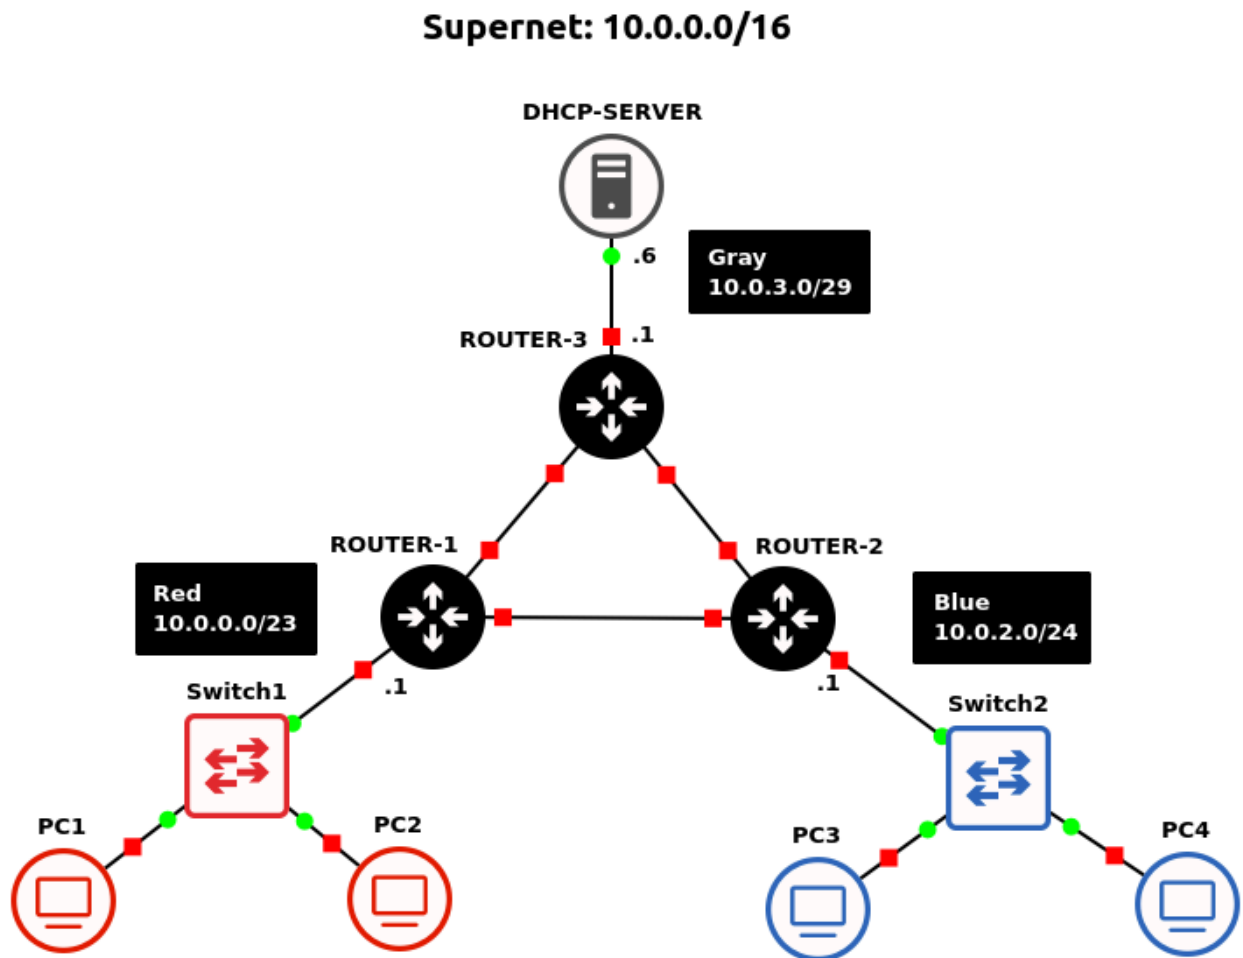 Supernet: 10.0.0.0/16
DHCP-SERVER
.6
Gray
10.0.3.0/29
ROUTER-3
.1
ROUTER-1
ROUTER-2
Red
10.0.0.0/23
Blue
10.0.2.0/24
.1
.1
Switch1
Switch2
PC1
PC2
PC3
PC4